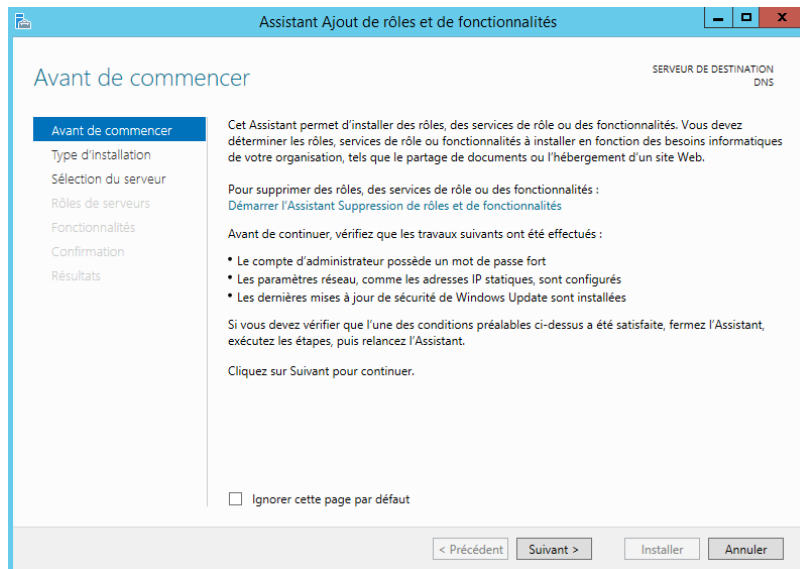 Assistant Ajout de rôles et de fonctionnalités
Avant de commencer
SERVEUR DE DESTINATION
DNS
Avant de commencer
Type d'installation
Sélection du serveur
Rôles de serveurs
Fonctionnalités
Confirmation
Résultats
Cet Assistant permet d'installer des rôles, des services de rôle ou des fonctionnalités. Vous devez
déterminer les rôles, services de rôle ou fonctionnalités à installer en fonction des besoins informatiques
de votre organisation, tels que le partage de documents ou l'hébergement d'un site Web.
Pour supprimer des rôles, des services de rôle ou des fonctionnalités :
Démarrer l'Assistant Suppression de rôles et de fonctionnalités
Avant de continuer, vérifiez que les travaux suivants ont été effectués :
• Le compte d'administrateur possède un mot de passe fort
• Les paramètres réseau, comme les adresses IP statiques, sont configurés
• Les dernières mises à jour de sécurité de Windows Update sont installées
Si vous devez vérifier que l'une des conditions préalables ci-dessus a été satisfaite, fermez l'Assistant,
exécutez les étapes, puis relancez l'Assistant.
Cliquez sur Suivant pour continuer.
Ignorer cette page par défaut
< Précédent
Suivant >
Installer
Annuler